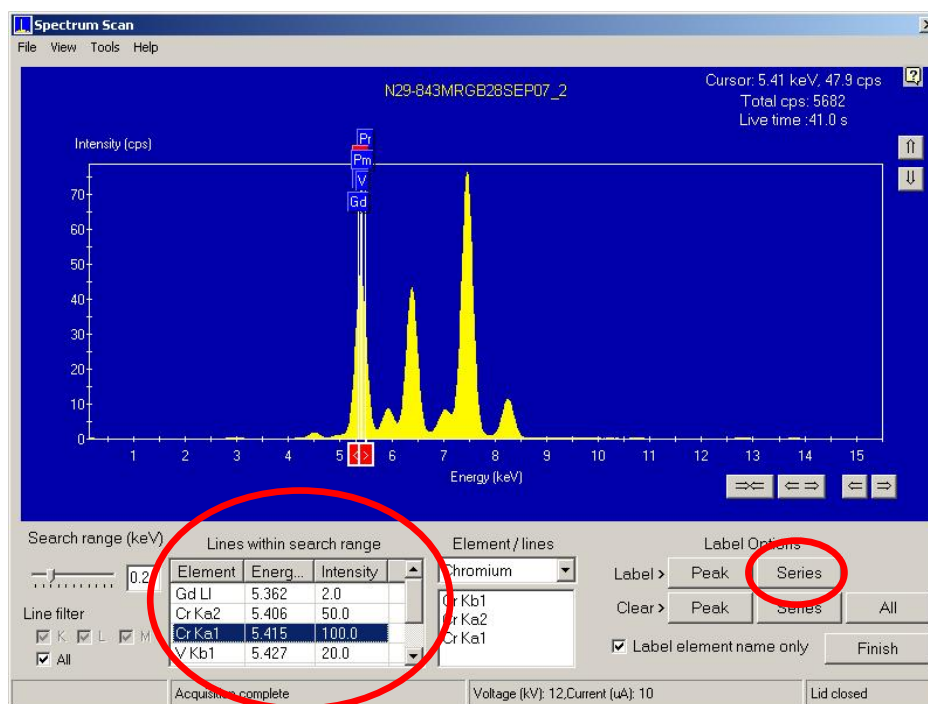 Spectrum Scan
File View Tools Help
N29-843MRGB28SEP07_2
Cursor: 5.41 keV, 47.9 cps
Total cps: 5682
Live time :41.0 s
Intensity (cps)
Pr
Pm
V
Gd
70
60
50
40
30
20
10
0
1 2 3 4 5 6 7 8 9 10 11 12 13 14 15
Energy (keV)
Search range (keV)
0.2
Line filter
K L M
All
Lines within search range
Element Energ... Intensity
Gd Ll 5.362 2.0
Cr Ka2 5.406 50.0
Cr Ka1 5.415 100.0
V Kb1 5.427 20.0
Element / lines
Chromium
Cr Kb1
Cr Ka2
Cr Ka1
Label Options
Label > Peak Series
Clear > Peak Series All
Label element name only
Finish
Acquisition complete
Voltage (kV): 12,Current (uA): 10
Lid closed